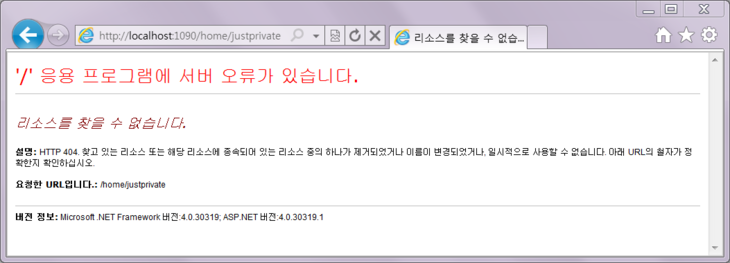 http://localhost:1090/home/justprivate
리소스를 찾을 수 없습...
'/' 응용 프로그램에 서버 오류가 있습니다.
리소스를 찾을 수 없습니다.
설명: HTTP 404. 찾고 있는 리소스 또는 해당 리소스에 종속되어 있는 리소스 중의 하나가 제거되었거나 이름이 변경되었거나, 일시적으로 사용할 수 없습니다. 아래 URL의 철자가 정
확한지 확인하십시오.
요청한 URL입니다.: /home/justprivate
버전 정보: Microsoft .NET Framework 버전:4.0.30319; ASP.NET 버전:4.0.30319.1